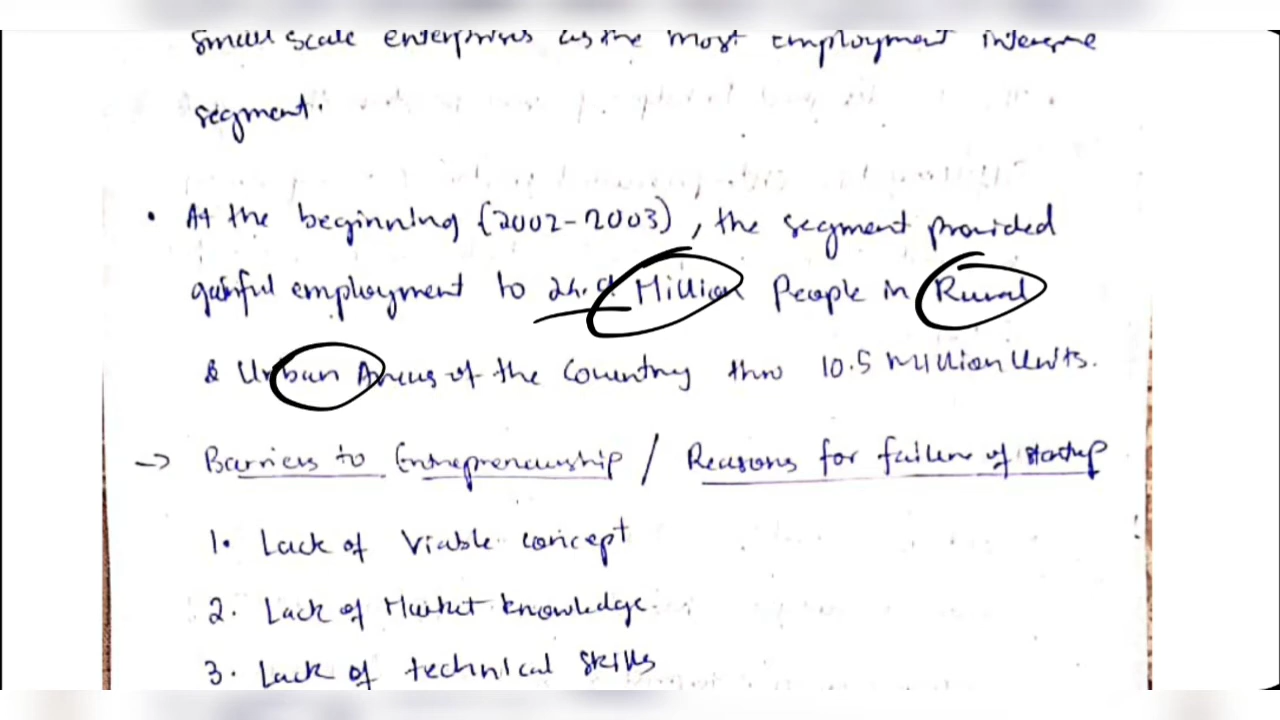 small scale enterprises as the most employment intensive
segment.
• At the beginning (2002-2003), the segment provided
gainful employment to 24.9 Million People in Rural
& Urban Areas of the Country thro 10.5 Million Units.
→ Barriers to Entrepreneurship / Reasons for failure of startup
1. Lack of Viable concept
2. Lack of Market knowledge.
3. Lack of technical skills